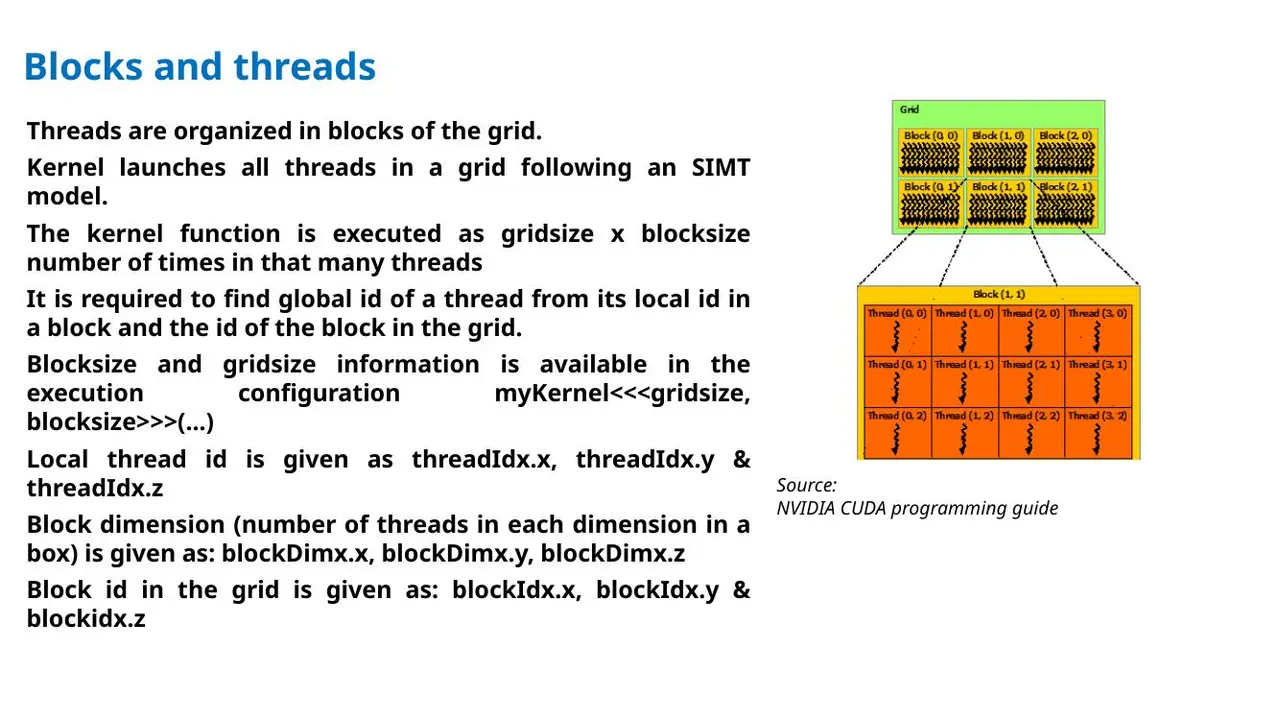 Blocks and threads
Threads are organized in blocks of the grid.
Kernel launches all threads in a grid following an SIMT
model.
The kernel function is executed as gridsize x blocksize
number of times in that many threads
It is required to find global id of a thread from its local id in
a block and the id of the block in the grid.
Blocksize and gridsize information is available in the
execution configuration myKernel<<<gridsize,
blocksize>>>(...)
Local thread id is given as threadIdx.x, threadIdx.y &
threadIdx.z
Block dimension (number of threads in each dimension in a
box) is given as: blockDimx.x, blockDimx.y, blockDimx.z
Block id in the grid is given as: blockIdx.x, blockIdx.y &
blockidx.z
Grid
Block (0, 0) Block (1, 0) Block (2, 0)
Block (0, 1) Block (1, 1) Block (2, 1)
Block (1, 1)
Thread (0, 0) Thread (1, 0) Thread (2, 0) Thread (3, 0)
Thread (0, 1) Thread (1, 1) Thread (2, 1) Thread (3, 1)
Thread (0, 2) Thread (1, 2) Thread (2, 2) Thread (3, 2)
Source:
NVIDIA CUDA programming guide